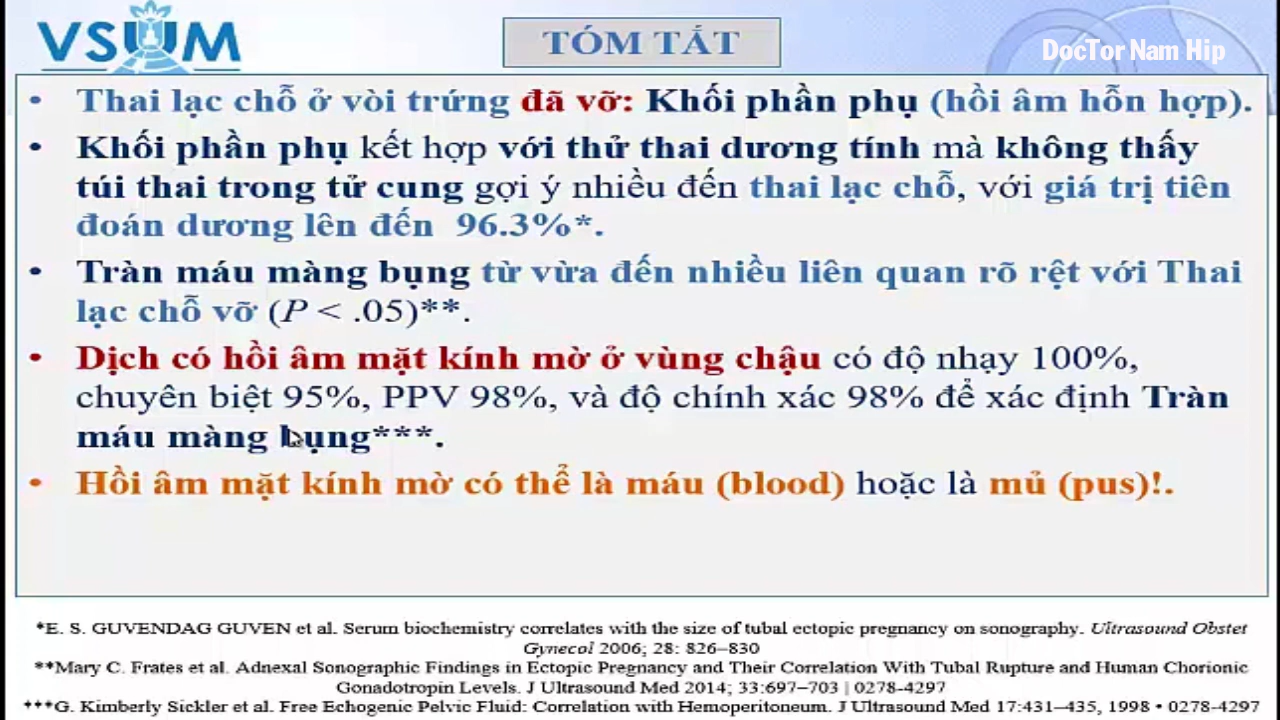 VSUM
TÓM TẮT
DocTor Nam Hip
• Thai lạc chỗ ở vòi trứng đã vỡ: Khối phần phụ (hồi âm hỗn hợp).
• Khối phần phụ kết hợp với thử thai dương tính mà không thấy
túi thai trong tử cung gợi ý nhiều đến thai lạc chỗ, với giá trị tiên
đoán dương lên đến 96.3%*.
• Tràn máu màng bụng từ vừa đến nhiều liên quan rõ rệt với Thai
lạc chỗ vỡ (P < .05)**.
• Dịch có hồi âm mặt kính mờ ở vùng chậu có độ nhạy 100%,
chuyên biệt 95%, PPV 98%, và độ chính xác 98% để xác định Tràn
máu màng bụng***.
• Hồi âm mặt kính mờ có thể là máu (blood) hoặc là mủ (pus)!.
*E. S. GUVENDAG GUVEN et al. Serum biochemistry correlates with the size of tubal ectopic pregnancy on sonography. Ultrasound Obstet
Gynecol 2006; 28: 826–830
**Mary C. Frates et al. Adnexal Sonographic Findings in Ectopic Pregnancy and Their Correlation With Tubal Rupture and Human Chorionic
Gonadotropin Levels. J Ultrasound Med 2014; 33:697–703 | 0278-4297
***G. Kimberly Sickler et al. Free Echogenic Pelvic Fluid: Correlation with Hemoperitoneum. J Ultrasound Med 17:431–435, 1998 • 0278-4297